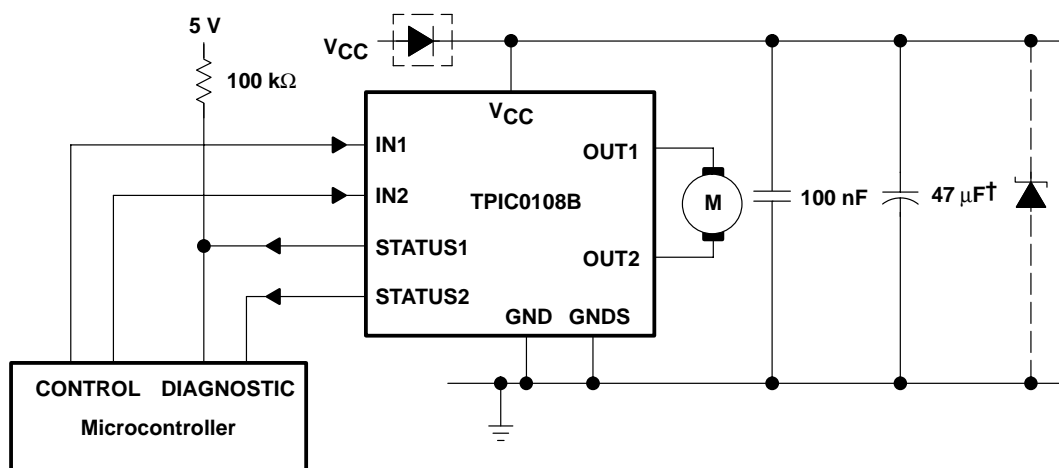 5 V
VCC
100 kΩ
VCC
IN1
OUT1
IN2
TPIC0108B
M
100 nF
47 μF†
STATUS1
OUT2
STATUS2
GND GNDS
CONTROL DIAGNOSTIC
Microcontroller